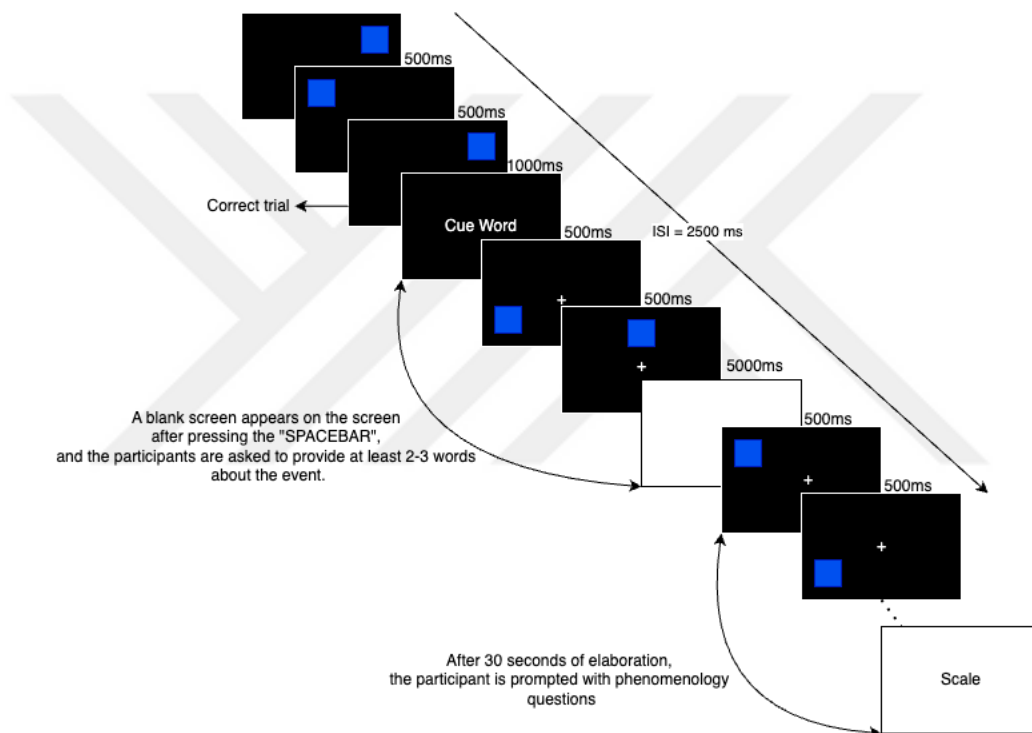 500ms
500ms
1000ms
Correct trial
Cue Word
500ms
ISI = 2500 ms
500ms
5000ms
A blank screen appears on the screen
after pressing the "SPACEBAR",
and the participants are asked to provide at least 2-3 words
about the event.
500ms
500ms
After 30 seconds of elaboration,
the participant is prompted with phenomenology
questions
Scale